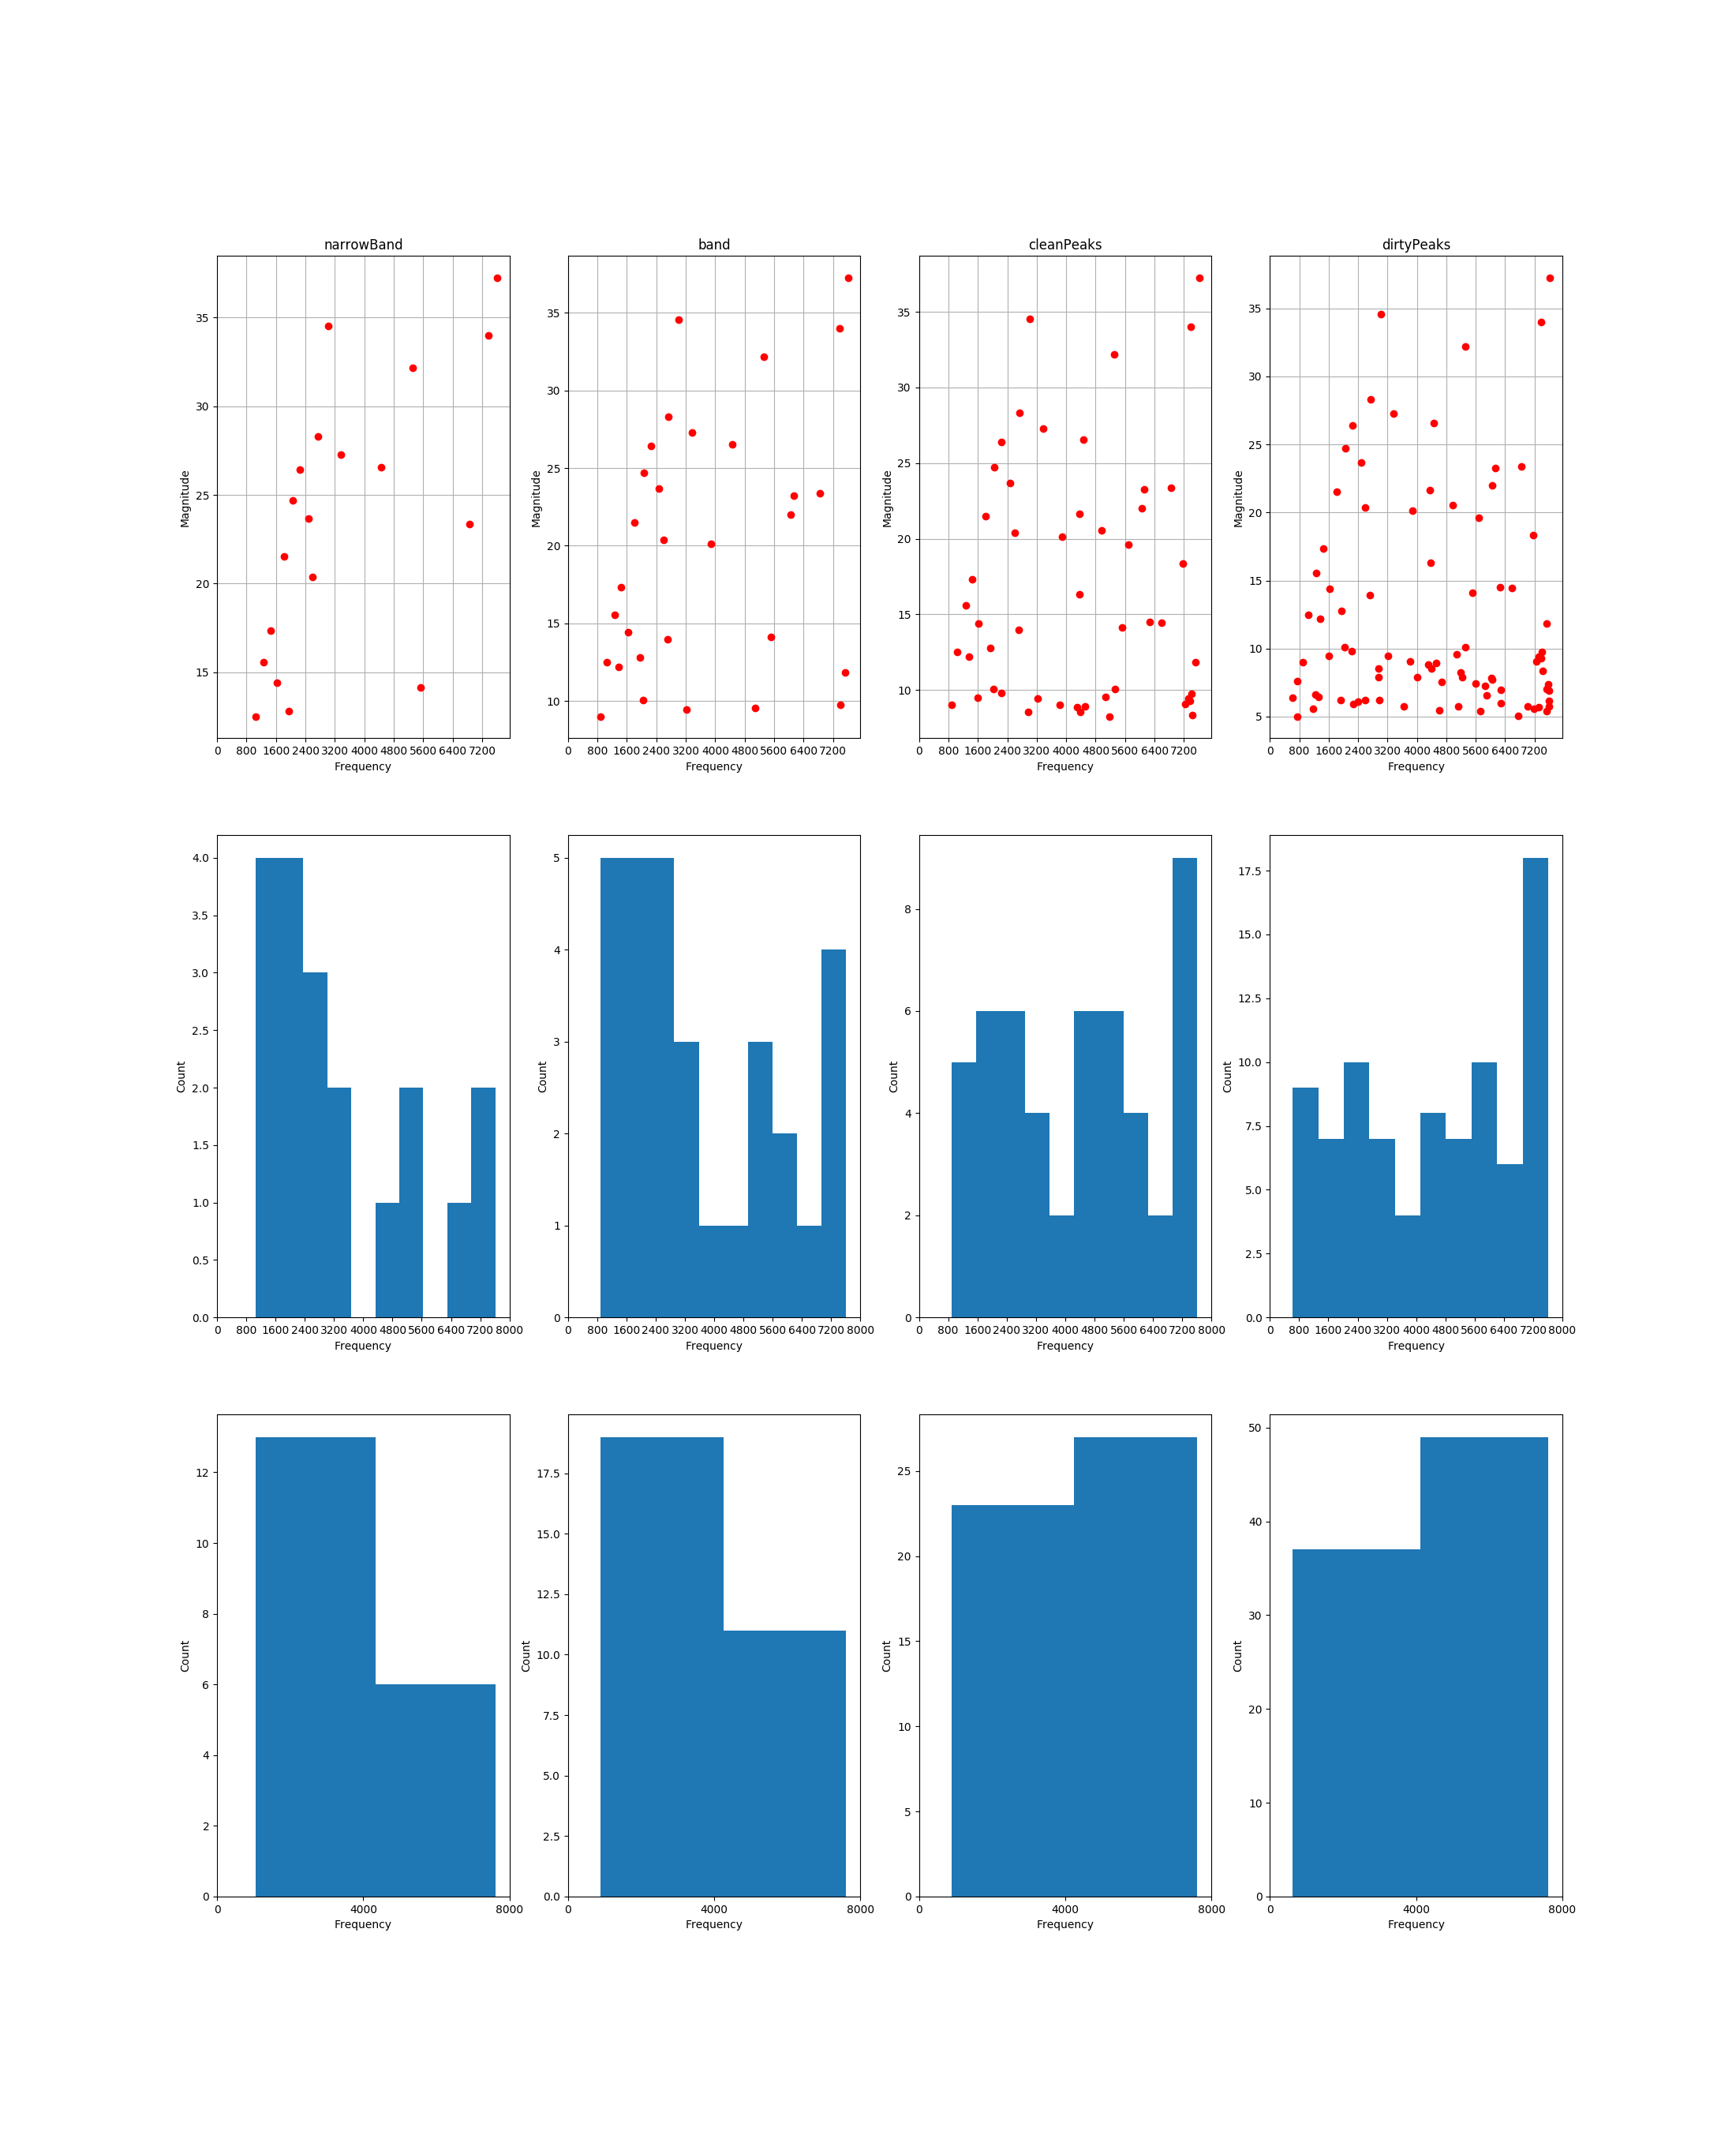 narrowBand band cleanPeaks dirtyPeaks
35 30 25 20 15
Magnitude
0 800 1600 2400 3200 4000 4800 5600 6400 7200
Frequency
35 30 25 20 15 10
Magnitude
0 800 1600 2400 3200 4000 4800 5600 6400 7200
Frequency
35 30 25 20 15 10
0 800 1600 2400 3200 4000 4800 5600 6400 7200
Frequency
35 30 25 20 15 10 5
Magnitude
0 800 1600 2400 3200 4000 4800 5600 6400 7200
Frequency
4.0 3.5 3.0 2.5 2.0 1.5 1.0 0.5 0.0
Count
0 800 1600 2400 3200 4000 4800 5600 6400 7200 8000
Frequency
5 4 3 2 1 0
Count
0 800 1600 2400 3200 4000 4800 5600 6400 7200 8000
Frequency
8 6 4 2 0
Count
0 800 1600 2400 3200 4000 4800 5600 6400 7200 8000
Frequency
17.5 15.0 12.5 10.0 7.5 5.0 2.5 0.0
Count
0 800 1600 2400 3200 4000 4800 5600 6400 7200 8000
Frequency
12 10 8 6 4 2 0
Count
0 4000 8000
Frequency
17.5 15.0 12.5 10.0 7.5 5.0 2.5 0.0
Count
0 4000 8000
Frequency
25 20 15 10 5 0
Count
0 4000 8000
Frequency
50 40 30 20 10 0
Count
0 4000 8000
Frequency